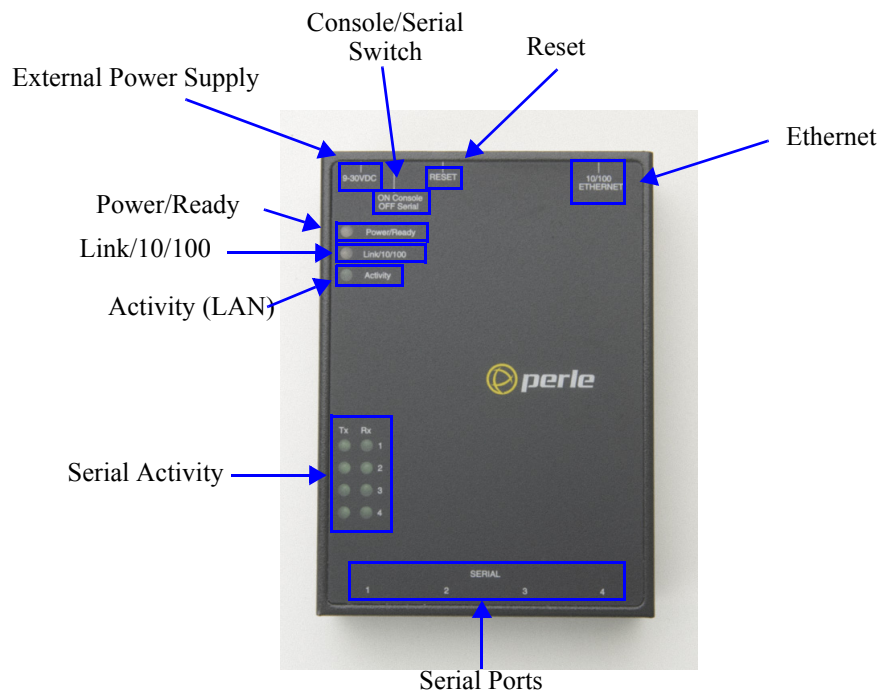 Console/Serial
Switch
Reset
External Power Supply
Ethernet
9-30VDC
RESET
10/100
ETHERNET
ON Console
OFF Serial
Power/Ready
Power/Ready
Link/10/100
Link/10/100
Activity
Activity (LAN)
perle
Tx Rx
1
2
3
4
Serial Activity
SERIAL
1 2 3 4
Serial Ports